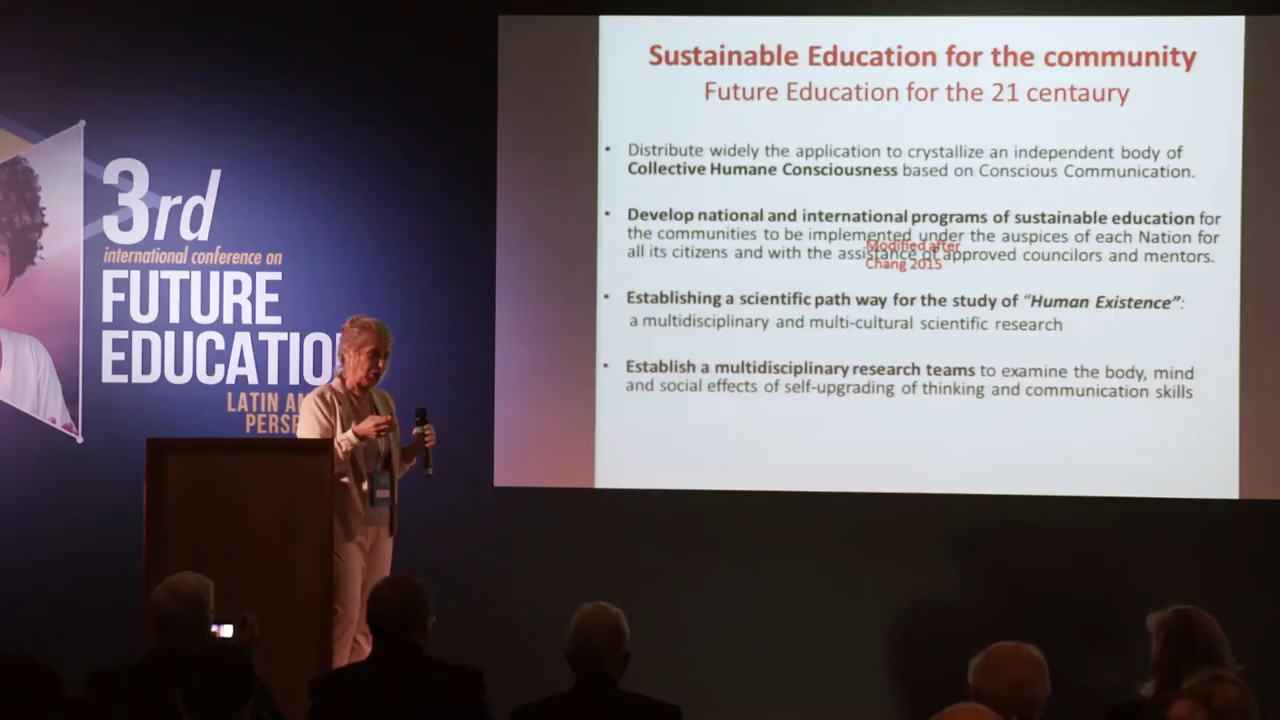 3rd
international conference on
FUTURE
EDUCATIO
LATIN
PERSP
Sustainable Education for the community
Future Education for the 21 centaury
• Distribute widely the application to crystallize an independent body of
Collective Humane Consciousness based on Conscious Communication.
• Develop national and international programs of sustainable education for
the communities to be implemented under the auspices of each Nation for
all its citizens and with the assistance of approved councilors and mentors.
Modified after
Chang 2015
• Establishing a scientific path way for the study of “Human Existence”:
a multidisciplinary and multi-cultural scientific research
• Establish a multidisciplinary research teams to examine the body, mind
and social effects of self-upgrading of thinking and communication skills